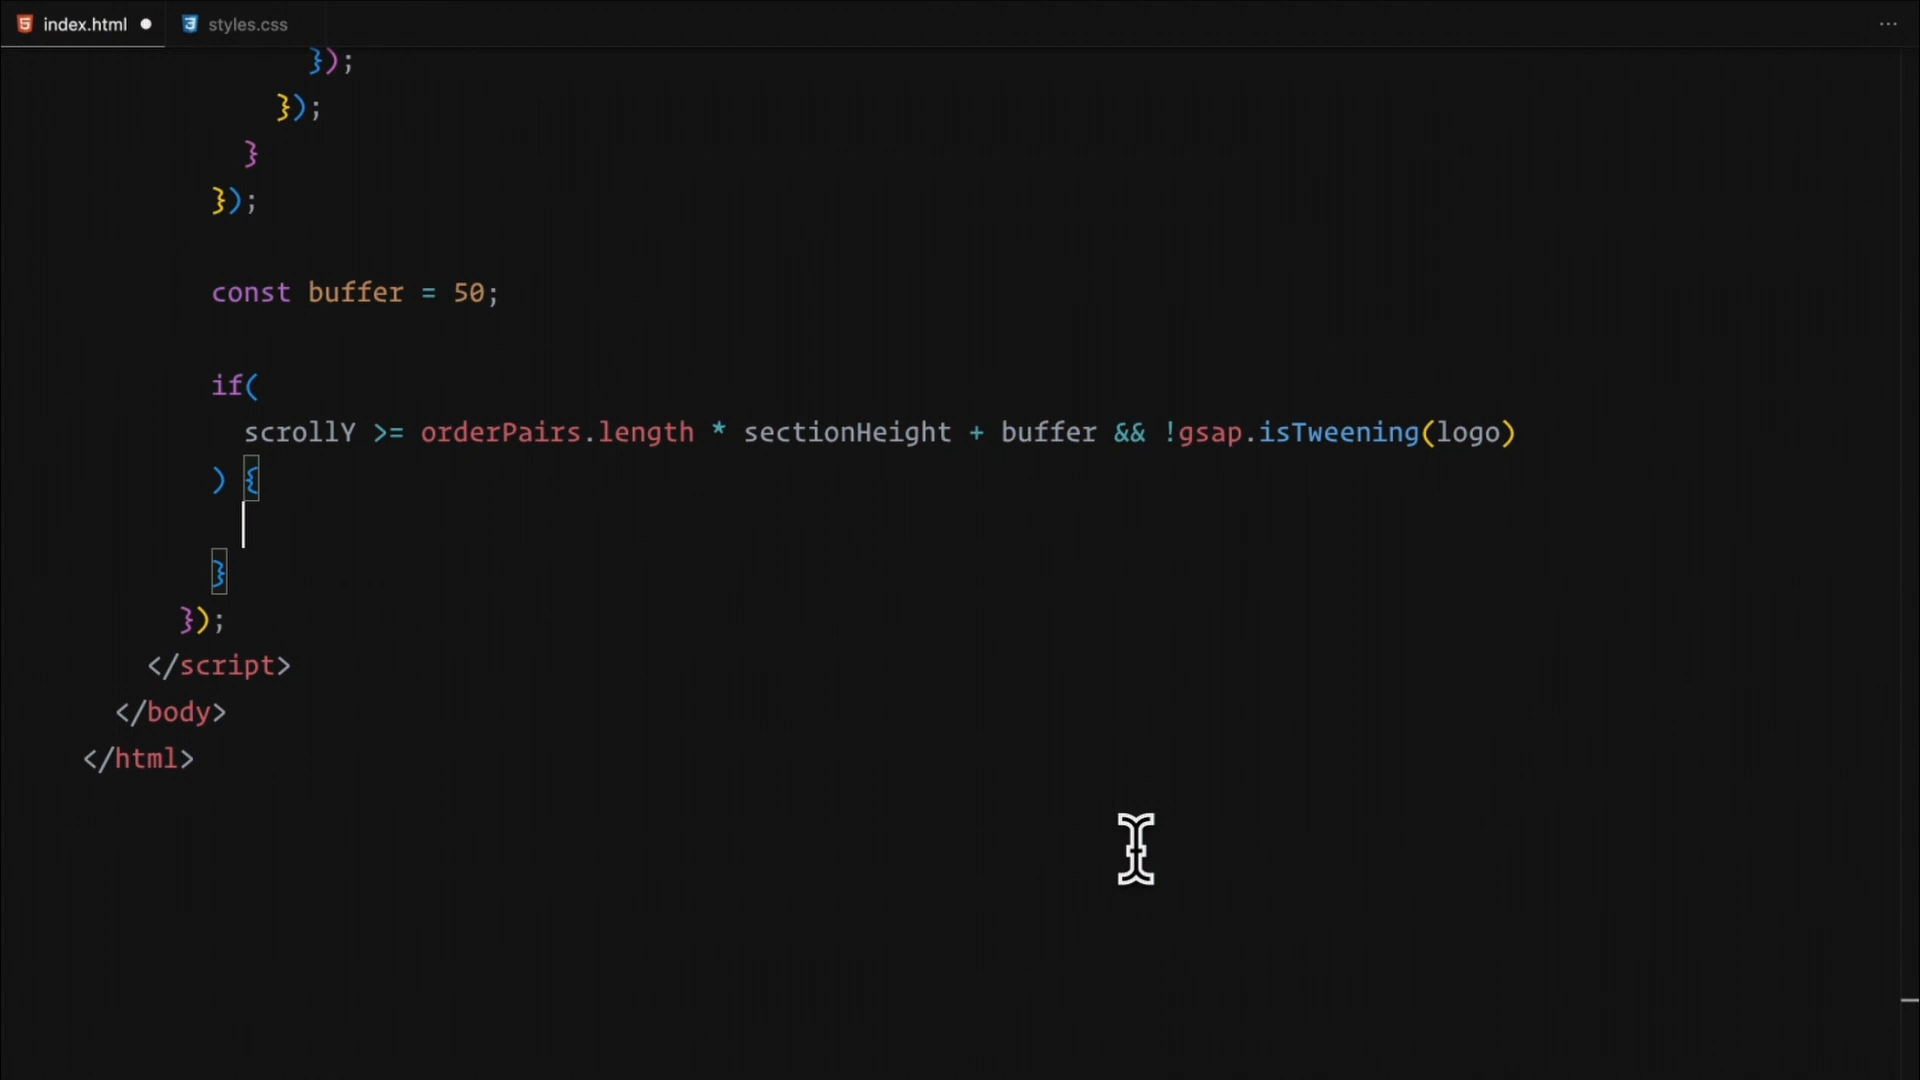 index.html
styles.css
...
});
});
}
});
const buffer = 50;
if(
scrollY >= orderPairs.length * sectionHeight + buffer && !gsap.isTweening(logo)
) {
}
});
</script>
</body>
</html>